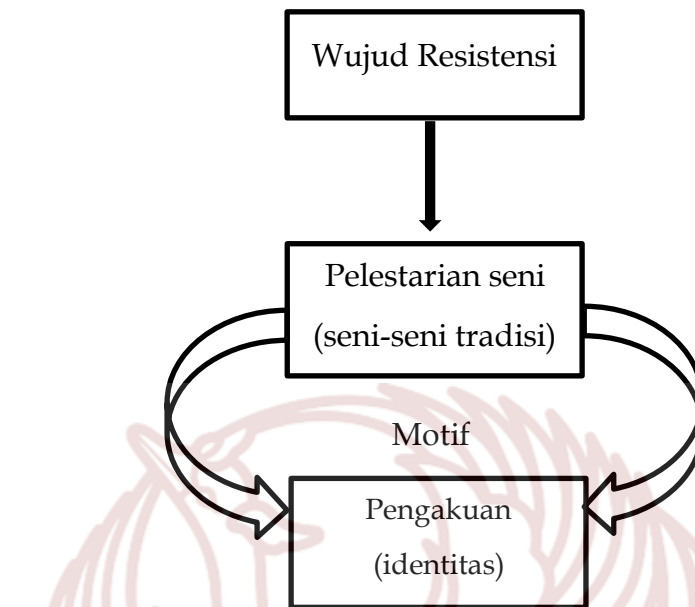 Wujud Resistensi
Pelestarian seni
(seni-seni tradisi)
Motif
Pengakuan
(identitas)